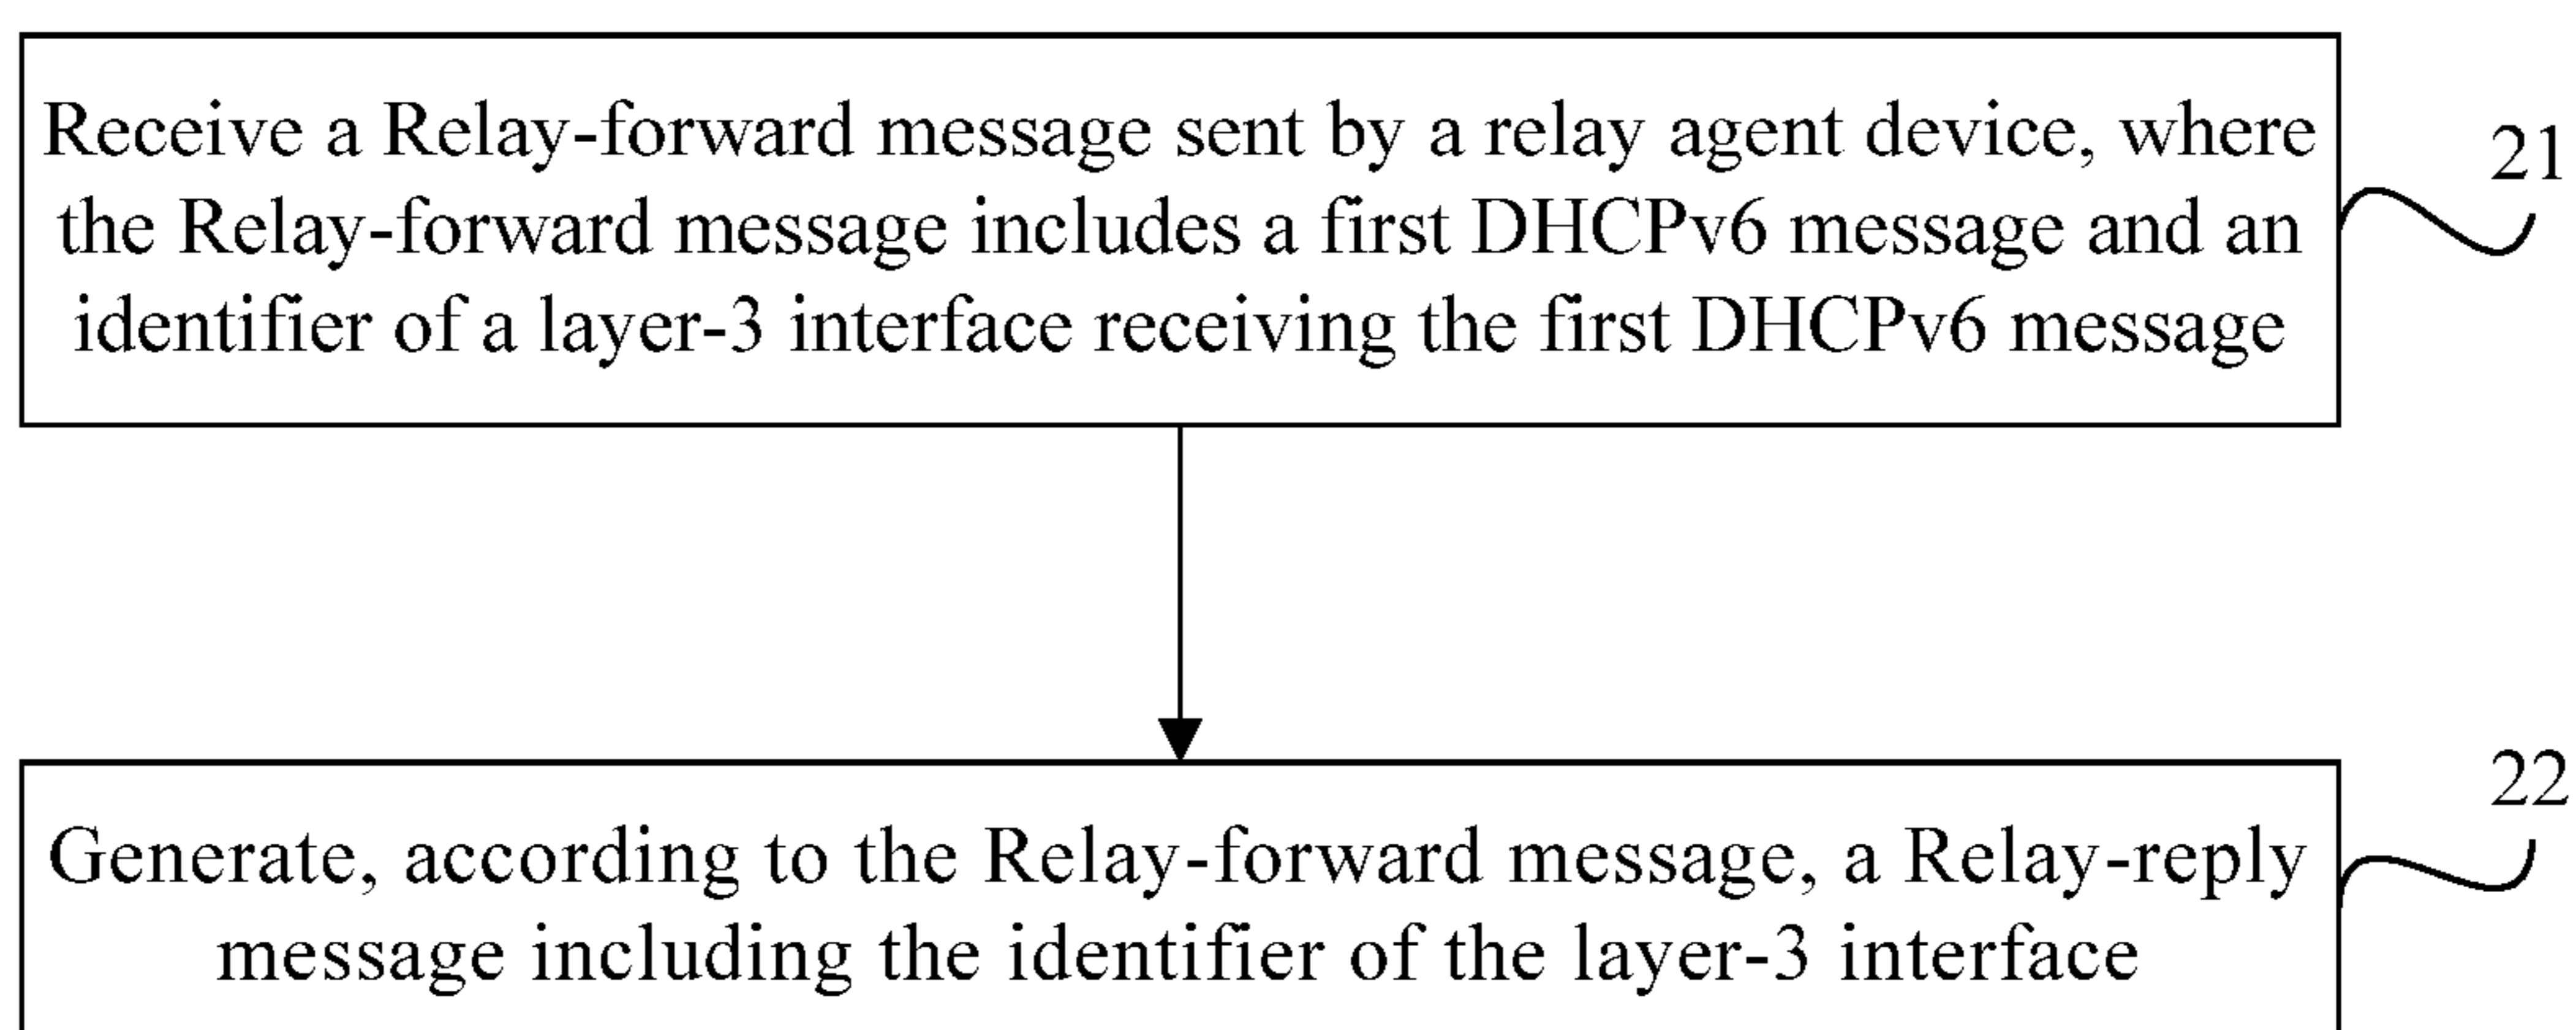 Receive a Relay-forward message sent by a relay agent device, where
the Relay-forward message includes a first DHCPv6 message and an
identifier of a layer-3 interface receiving the first DHCPv6 message
21
Generate, according to the Relay-forward message, a Relay-reply
message including the identifier of the layer-3 interface
22